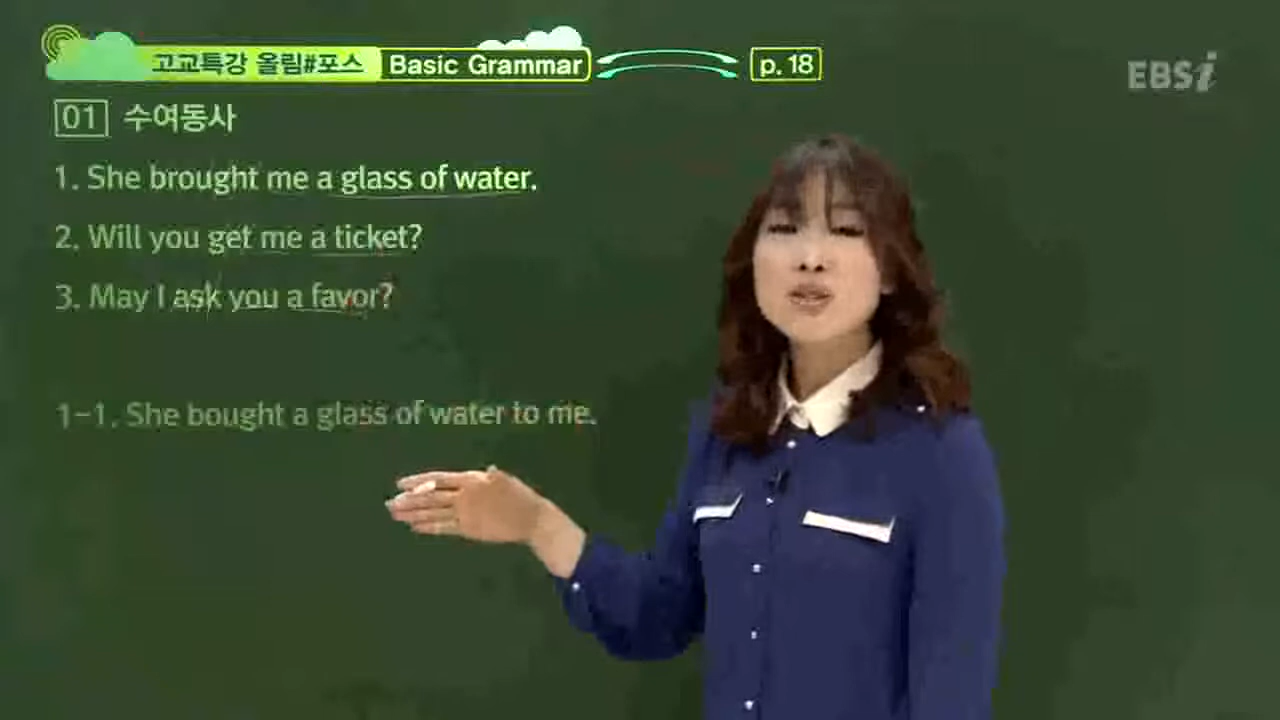 고교특강 올림#포스 Basic Grammar p. 18
EBSi
01 수여동사
1. She brought me a glass of water.
2. Will you get me a ticket?
3. May I ask you a favor?
1-1. She bought a glass of water to me.